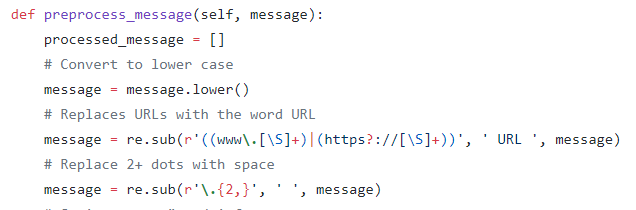 def preprocess_message(self, message):
    processed_message = []
    # Convert to lower case
    message = message.lower()
    # Replaces URLs with the word URL
    message = re.sub(r'((www\.[\S]+)|(https?://[\S]+))', ' URL ', message)
    # Replace 2+ dots with space
    message = re.sub(r'\.{2,}', ' ', message)